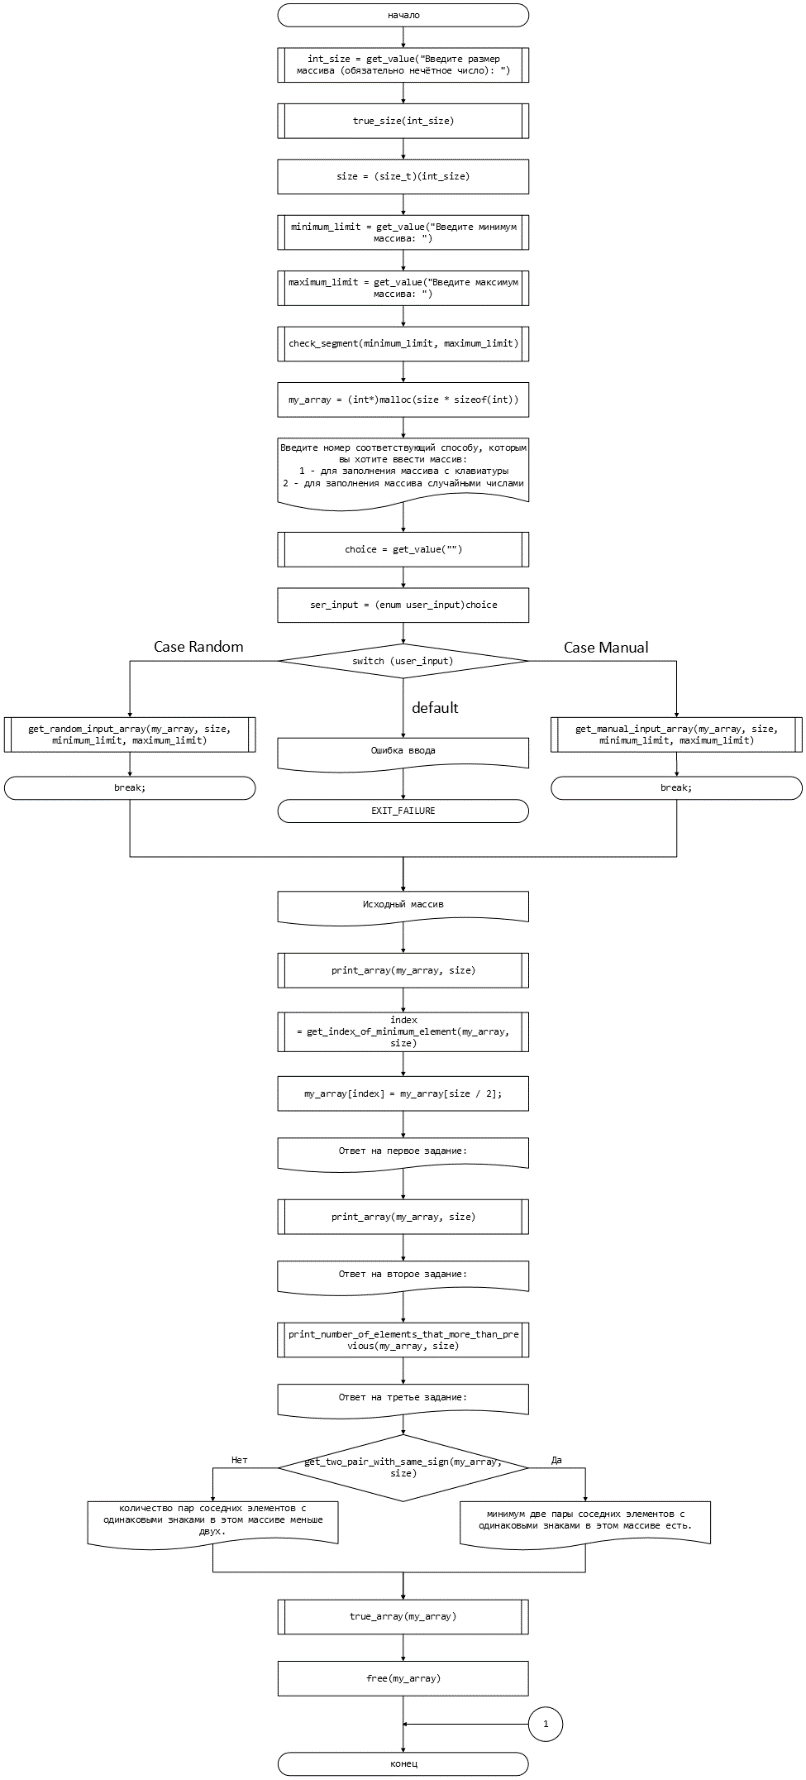 начало
int_size = get_value("Введите размер
массива (обязательно нечётное число): ")
true_size(int_size)
size = (size_t)(int_size)
minimum_limit = get_value("Введите минимум
массива: ")
maximum_limit = get_value("Введите максимум
массива: ")
check_segment(minimum_limit, maximum_limit)
my_array = (int*)malloc(size * sizeof(int))
Введите номер соответствующий способу, которым
вы хотите ввести массив:
1 - для заполнения массива с клавиатуры
2 - для заполнения массива случайными числами
choice = get_value("")
ser_input = (enum user_input)choice
Case Random
Case Manual
switch (user_input)
default
get_random_input_array(my_array, size,
minimum_limit, maximum_limit)
Ошибка ввода
get_manual_input_array(my_array, size,
minimum_limit, maximum_limit)
break;
EXIT_FAILURE
break;
Исходный массив
print_array(my_array, size)
index
= get_index_of_minimum_element(my_array,
size)
my_array[index] = my_array[size / 2];
Ответ на первое задание:
print_array(my_array, size)
Ответ на второе задание:
print_number_of_elements_that_more_than_pre
vious(my_array, size)
Ответ на третье задание:
Нет
get_two_pair_with_same_sign(my_array,
size)
Да
количество пар соседних элементов с
одинаковыми знаками в этом массиве меньше
двух.
минимум две пары соседних элементов с
одинаковыми знаками в этом массиве есть.
true_array(my_array)
free(my_array)
1
конец